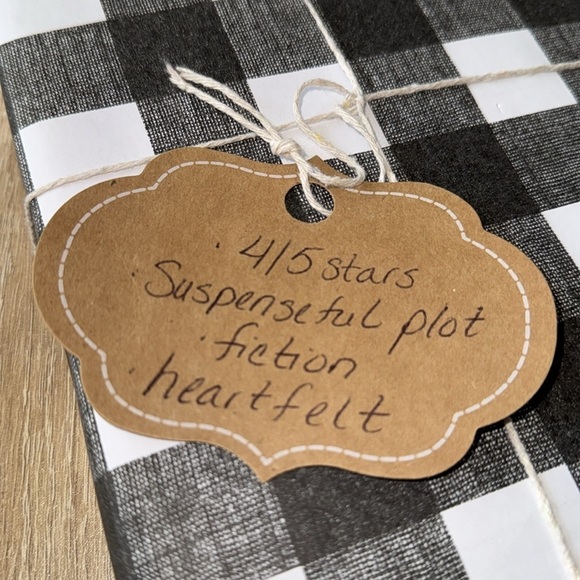 · 4/5 stars
· Suspenseful plot
· fiction
· heartfelt